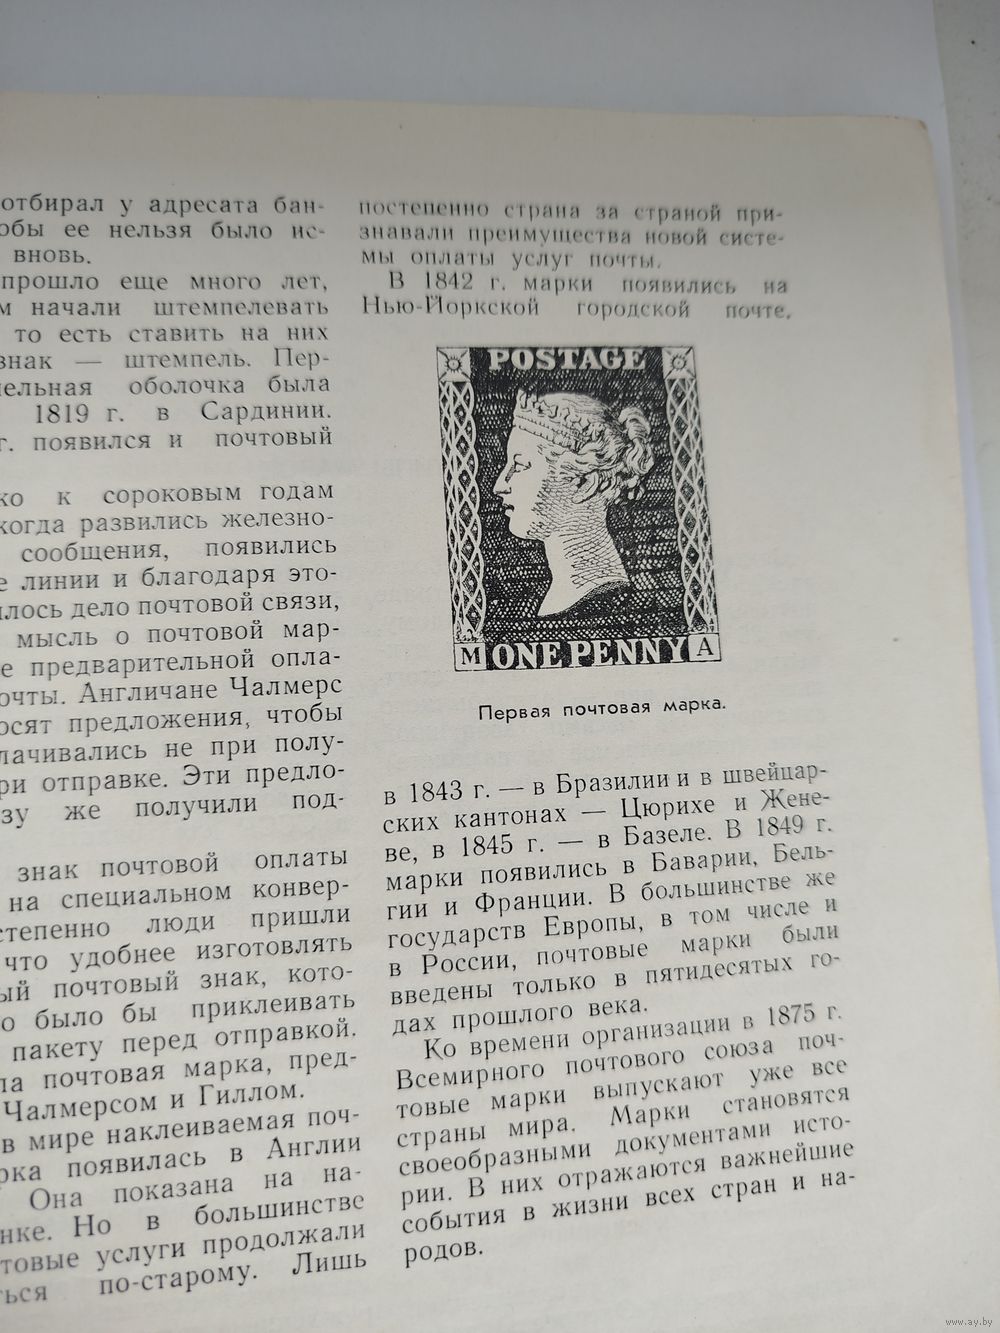 отбирал у адресата бан-
обы ее нельзя было ис-
вновь.
прошло еще много лет,
м начали штемпелевать
то есть ставить на них
знак — штемпель. Пер-
пельная оболочка была
1819 г. в Сардинии.
г. появился и почтовый
ко к сороковым годам
когда развились железно-
сообщения, появились
е линии и благодаря это-
илось дело почтовой связи,
мысль о почтовой мар-
е предварительной опла-
очты. Англичане Чалмерс
осят предложения, чтобы
лачивались не при полу-
ри отправке. Эти предло-
зу же получили под-
знак почтовой оплаты
на специальном конвер-
степенно люди пришли
что удобнее изготовлять
ый почтовый знак, кото-
о было бы приклеивать
пакету перед отправкой.
ла почтовая марка, пред-
Чалмерсом и Гиллом.
в мире наклеиваемая поч-
рка появилась в Англии
Она показана на на-
нке. Но в большинстве
товые услуги продолжали
ться по-старому. Лишь
постепенно страна за страной при-
знавали преимущества новой систе-
мы оплаты услуг почты.
В 1842 г. марки появились на
Нью-Йоркской городской почте,
POSTAGE
M ONE PENNY A
Первая почтовая марка.
в 1843 г. — в Бразилии и в швейцар-
ских кантонах — Цюрихе и Жене-
ве, в 1845 г. — в Базеле. В 1849 г.
марки появились в Баварии, Бель-
гии и Франции. В большинстве же
государств Европы, в том числе и
в России, почтовые марки были
введены только в пятидесятых го-
дах прошлого века.
Ко времени организации в 1875 г.
Всемирного почтового союза поч-
товые марки выпускают уже все
страны мира. Марки становятся
своеобразными документами исто-
рии. В них отражаются важнейшие
события в жизни всех стран и на-
родов.
www.ay.by